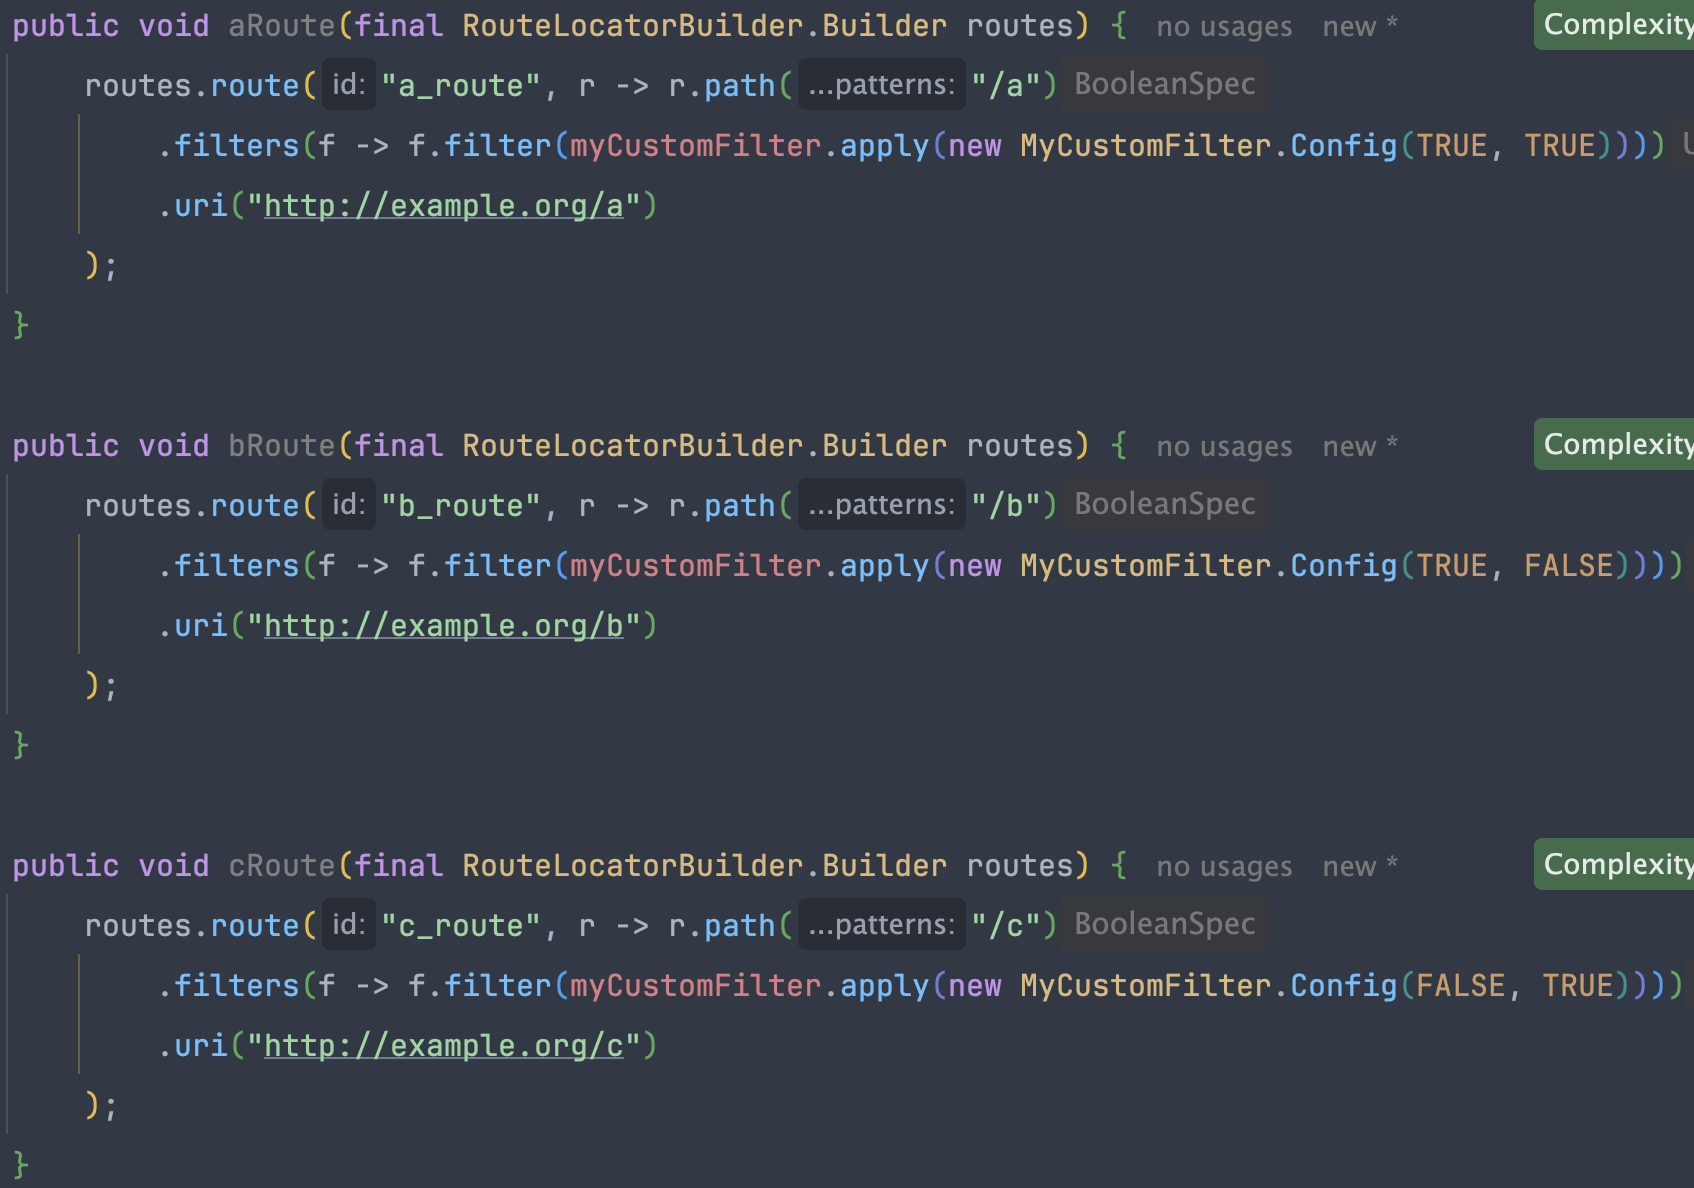 public void aRoute(final RouteLocatorBuilder.Builder routes) { no usages new * Complexity
routes.route( id: "a_route", r -> r.path( ...patterns: "/a") BooleanSpec
.filters(f -> f.filter(myCustomFilter.apply(new MyCustomFilter.Config(TRUE, TRUE))))
.uri("http://example.org/a")
);
}
public void bRoute(final RouteLocatorBuilder.Builder routes) { no usages new * Complexity
routes.route( id: "b_route", r -> r.path( ...patterns: "/b") BooleanSpec
.filters(f -> f.filter(myCustomFilter.apply(new MyCustomFilter.Config(TRUE, FALSE))))
.uri("http://example.org/b")
);
}
public void cRoute(final RouteLocatorBuilder.Builder routes) { no usages new * Complexity
routes.route( id: "c_route", r -> r.path( ...patterns: "/c") BooleanSpec
.filters(f -> f.filter(myCustomFilter.apply(new MyCustomFilter.Config(FALSE, TRUE))))
.uri("http://example.org/c")
);
}